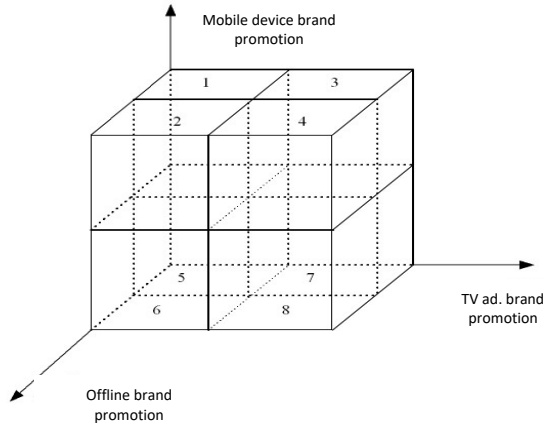 Mobile device brand
promotion
1
3
2
4
5
7
6
8
TV ad. brand
promotion
Offline brand
promotion